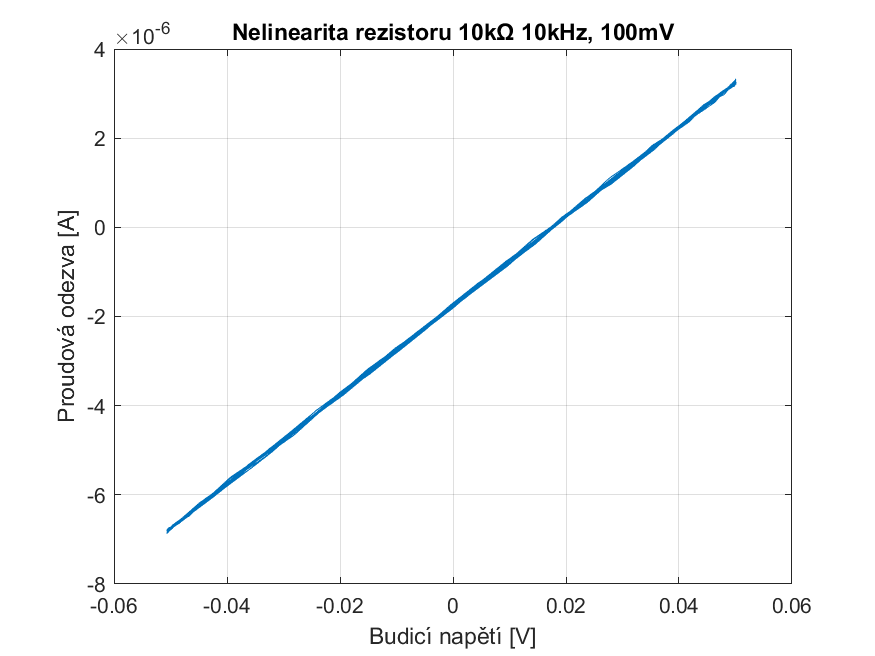 Nelinearita rezistoru 10kΩ 10kHz, 100mV
×10^-6
4
2
0
-2
-4
-6
-8
-0.06 -0.04 -0.02 0 0.02 0.04 0.06
Budicí napětí [V]
Proudová odezva [A]